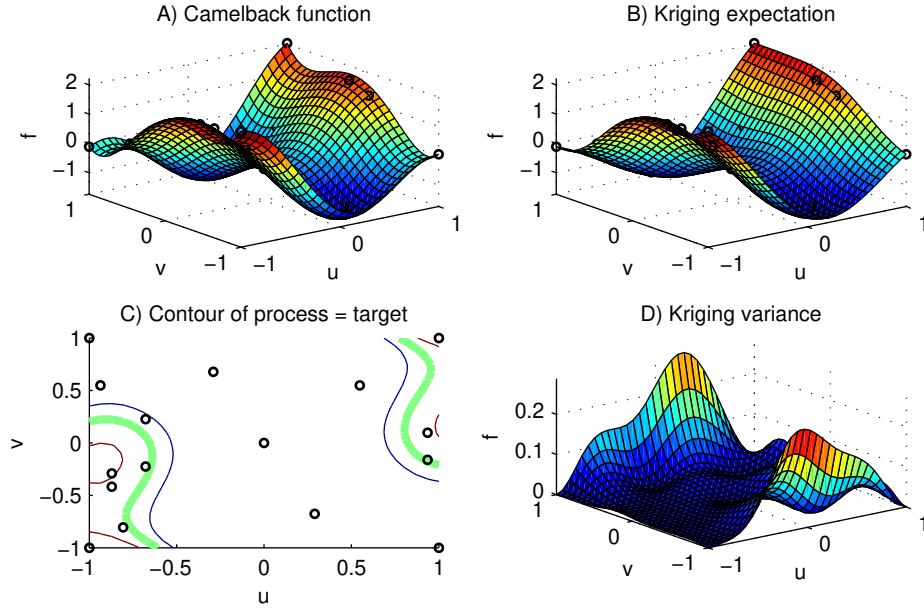 A) Camelback function
2
1
0
−1
f
1
0
−1
v
−1
0
1
u
B) Kriging expectation
2
1
0
−1
f
1
0
−1
v
−1
0
1
u
C) Contour of process = target
1
0.5
0
−0.5
−1
v
−1
−0.5
0
0.5
1
u
D) Kriging variance
0.2
0.1
0
f
1
0
−1
v
−1
0
1
u